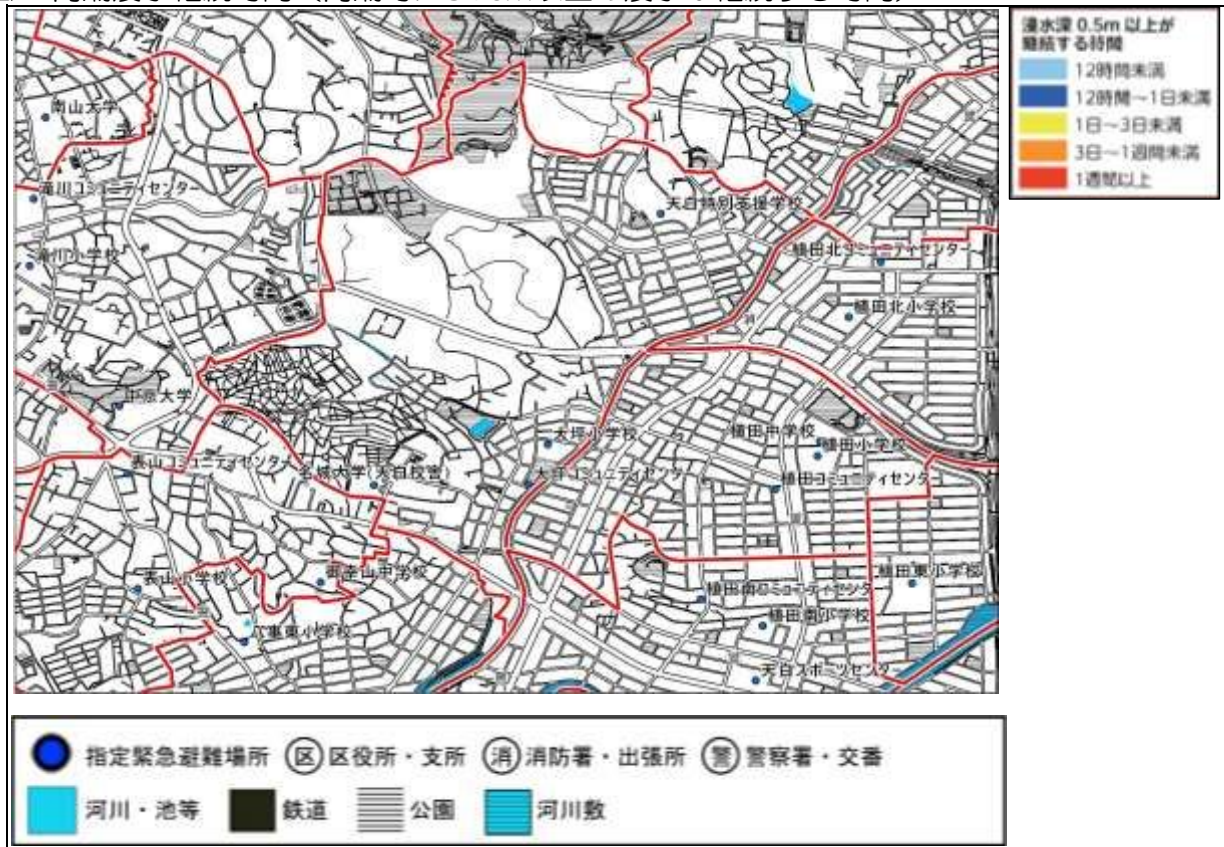 浸水深 0.5m 以上が
継続する時間
12時間未満
12時間～1日未満
1日～3日未満
3日～1週間未満
1週間以上
南山大学
滝川コミュニティセンター
天白特別支援学校
植田北コミュニティセンター
滝川小学校
植田北小学校
中京大学
大坪小学校
植田中学校
植田小学校
表山コミュニティセンター
名城大学(天白校舎)
大坪コミュニティセンター
植田コミュニティセンター
表山小学校
御幸山中学校
植田東小学校
植田南コミュニティセンター
八事東小学校
植田南小学校
天白スポーツセンター
指定緊急避難場所 区 区役所・支所 消 消防署・出張所 警 警察署・交番
河川・池等 鉄道 公園 河川敷